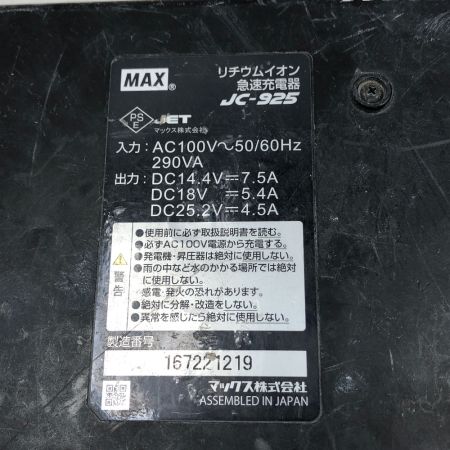 MAX®
リチウムイオン
急速充電器
JC-925
PS
E
JET
マックス株式会社
入力：AC100V～50/60Hz
290VA
出力：DC14.4V⎓7.5A
DC18V ⎓5.4A
DC25.2V⎓4.5A
警告
●使用前に必ず取扱説明書を読む。
●必ずAC100V電源から充電する。
●発電機・昇圧器は絶対に使用しない。
●雨の中など水のかかる場所では絶対
に使用しない。
感電・発火の恐れがあります。
●絶対に分解・改造をしない。
●異常を感じたら絶対に使用しない。
製造番号
167221219
マックス株式会社
ASSEMBLED IN JAPAN